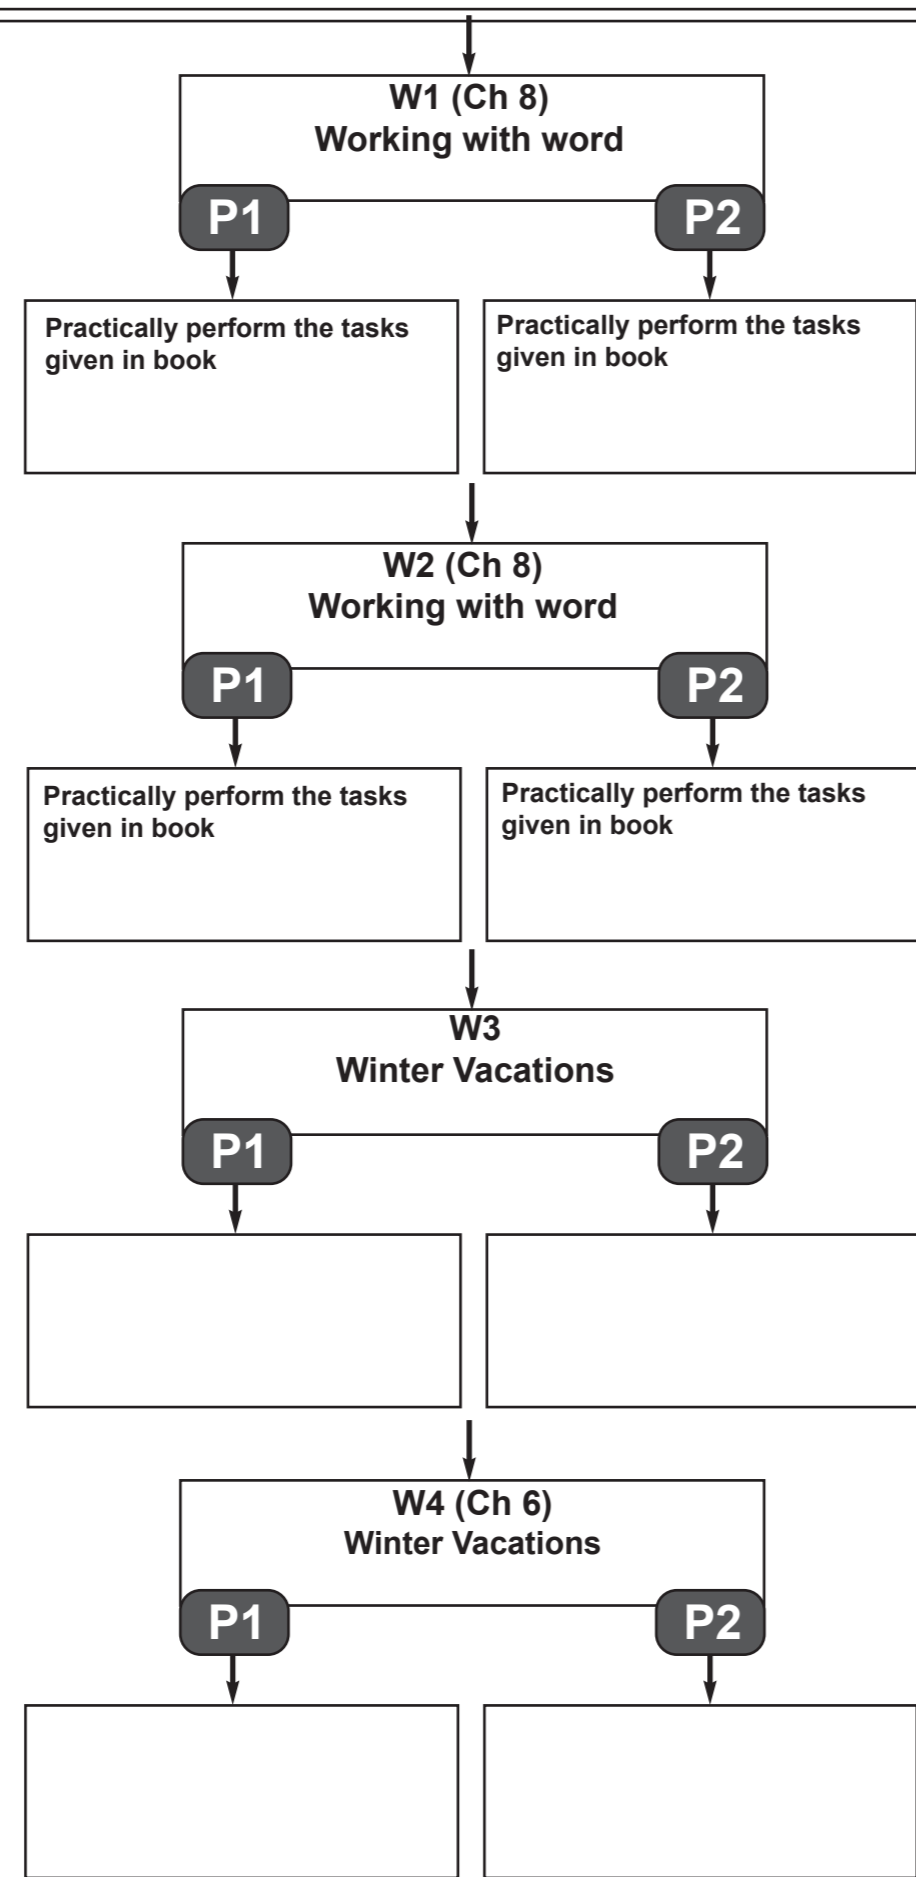 W1 (Ch 8)
Working with word
P1
P2
Practically perform the tasks
given in book
Practically perform the tasks
given in book
W2 (Ch 8)
Working with word
P1
P2
Practically perform the tasks
given in book
Practically perform the tasks
given in book
W3
Winter Vacations
P1
P2
W4 (Ch 6)
Winter Vacations
P1
P2